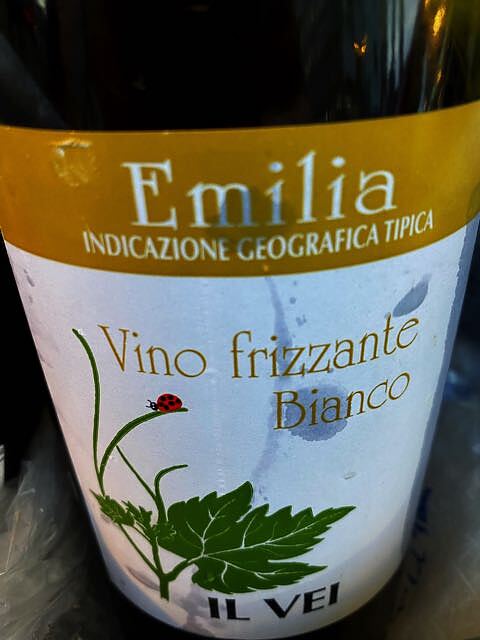 Emilia
INDICAZIONE GEOGRAFICA TIPICA
Vino frizzante
Bianco
IL VEI